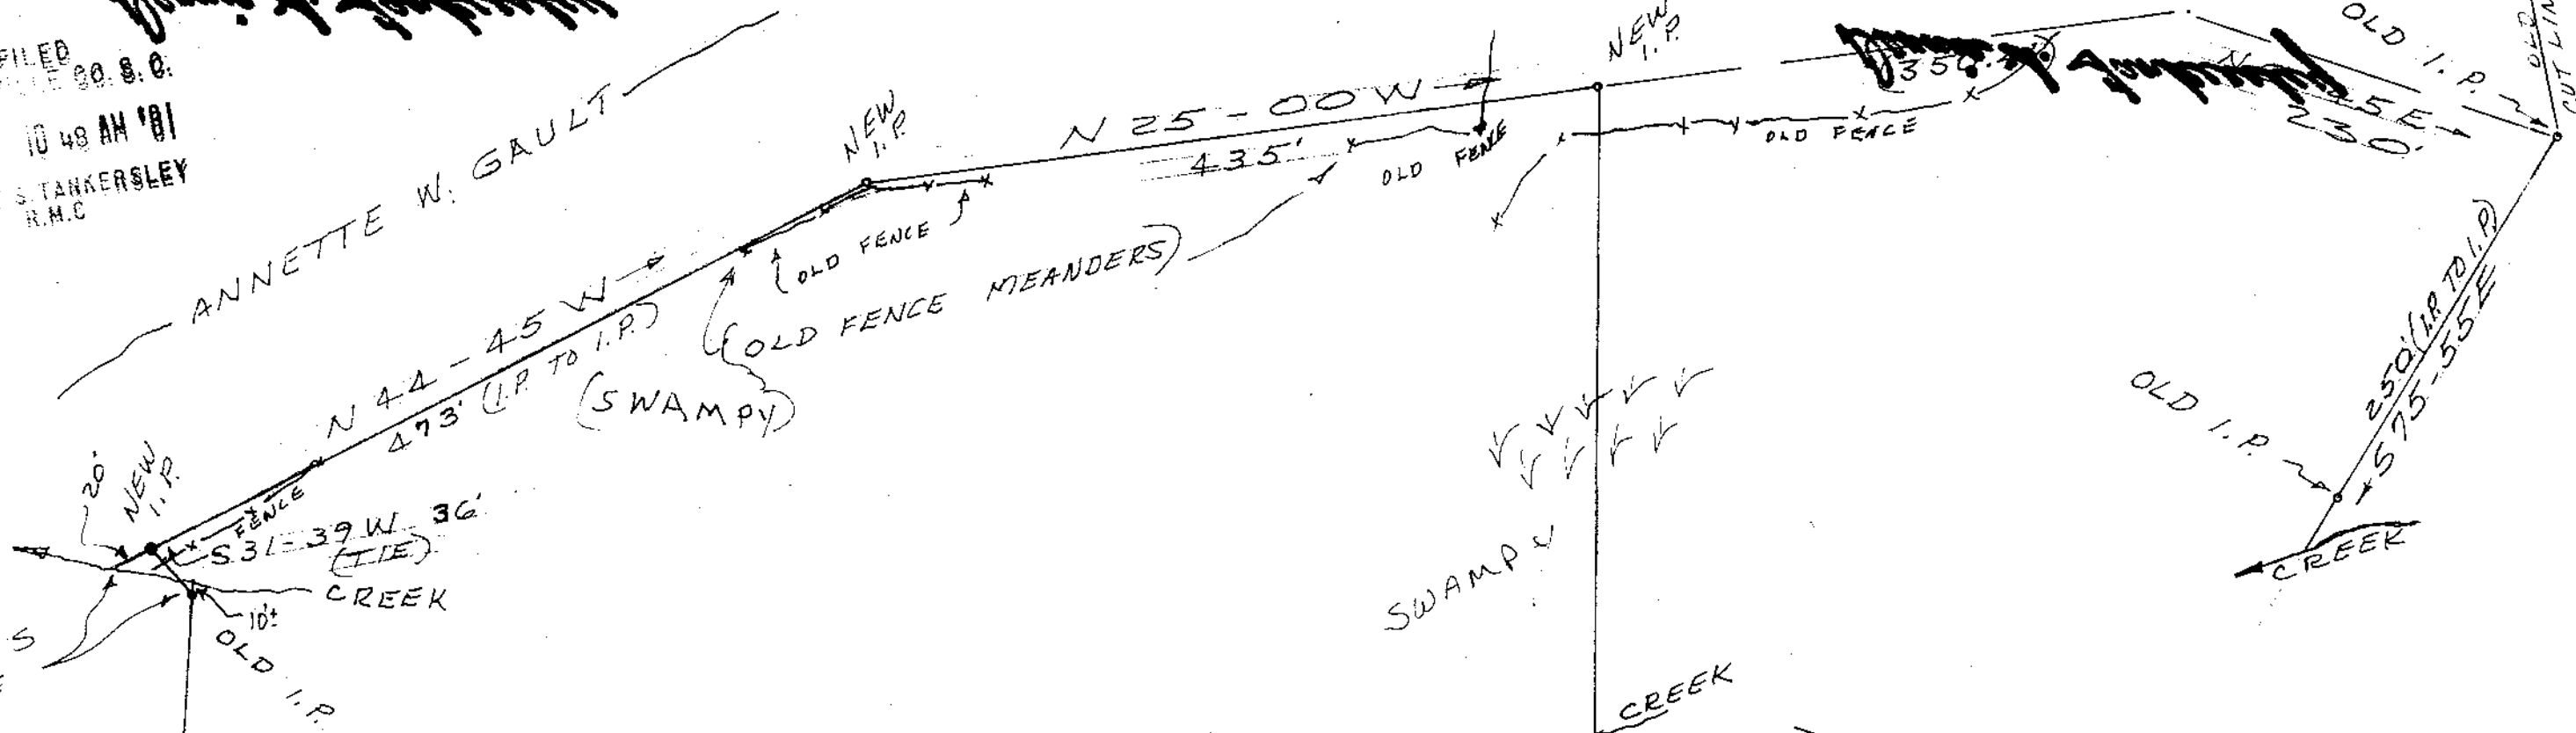 FILED
10 48 AM '81
S. TANKERSLEY
R.M.C
ANNETTE W. GAULT
NEW
I.P.
N 25-00 W
435'
OLD FENCE
NEW
I.P.
350.
OLD FENCE
OLD I.P.
45 E
230'
OLD FENCE
(OLD FENCE MEANDERS)
N 44-45 W
473' (I.P. TO I.P.)
(SWAMPY)
20'
NEW
I.P.
FENCE
S 31-39 W 36'
(TIE)
CREEK
10'±
OLD I.P.
S
SWAMP
CREEK
250' (I.P. TO I.P.)
S 75-55 E
OLD I.P.
CREEK